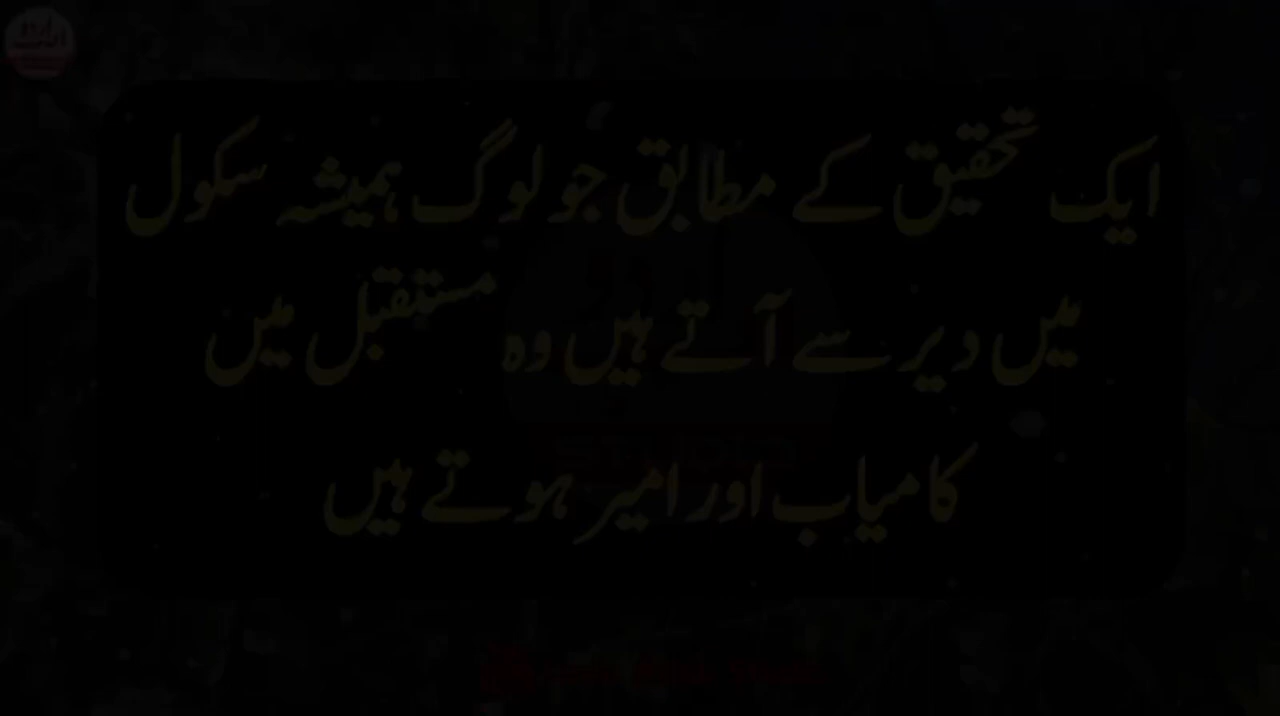 ایک تحقیق کے مطابق جو لوگ ہمیشہ سکول
میں دیر سے آتے ہیں وہ مستقبل میں
کامیاب اور امیر ہوتے ہیں
STUDIO